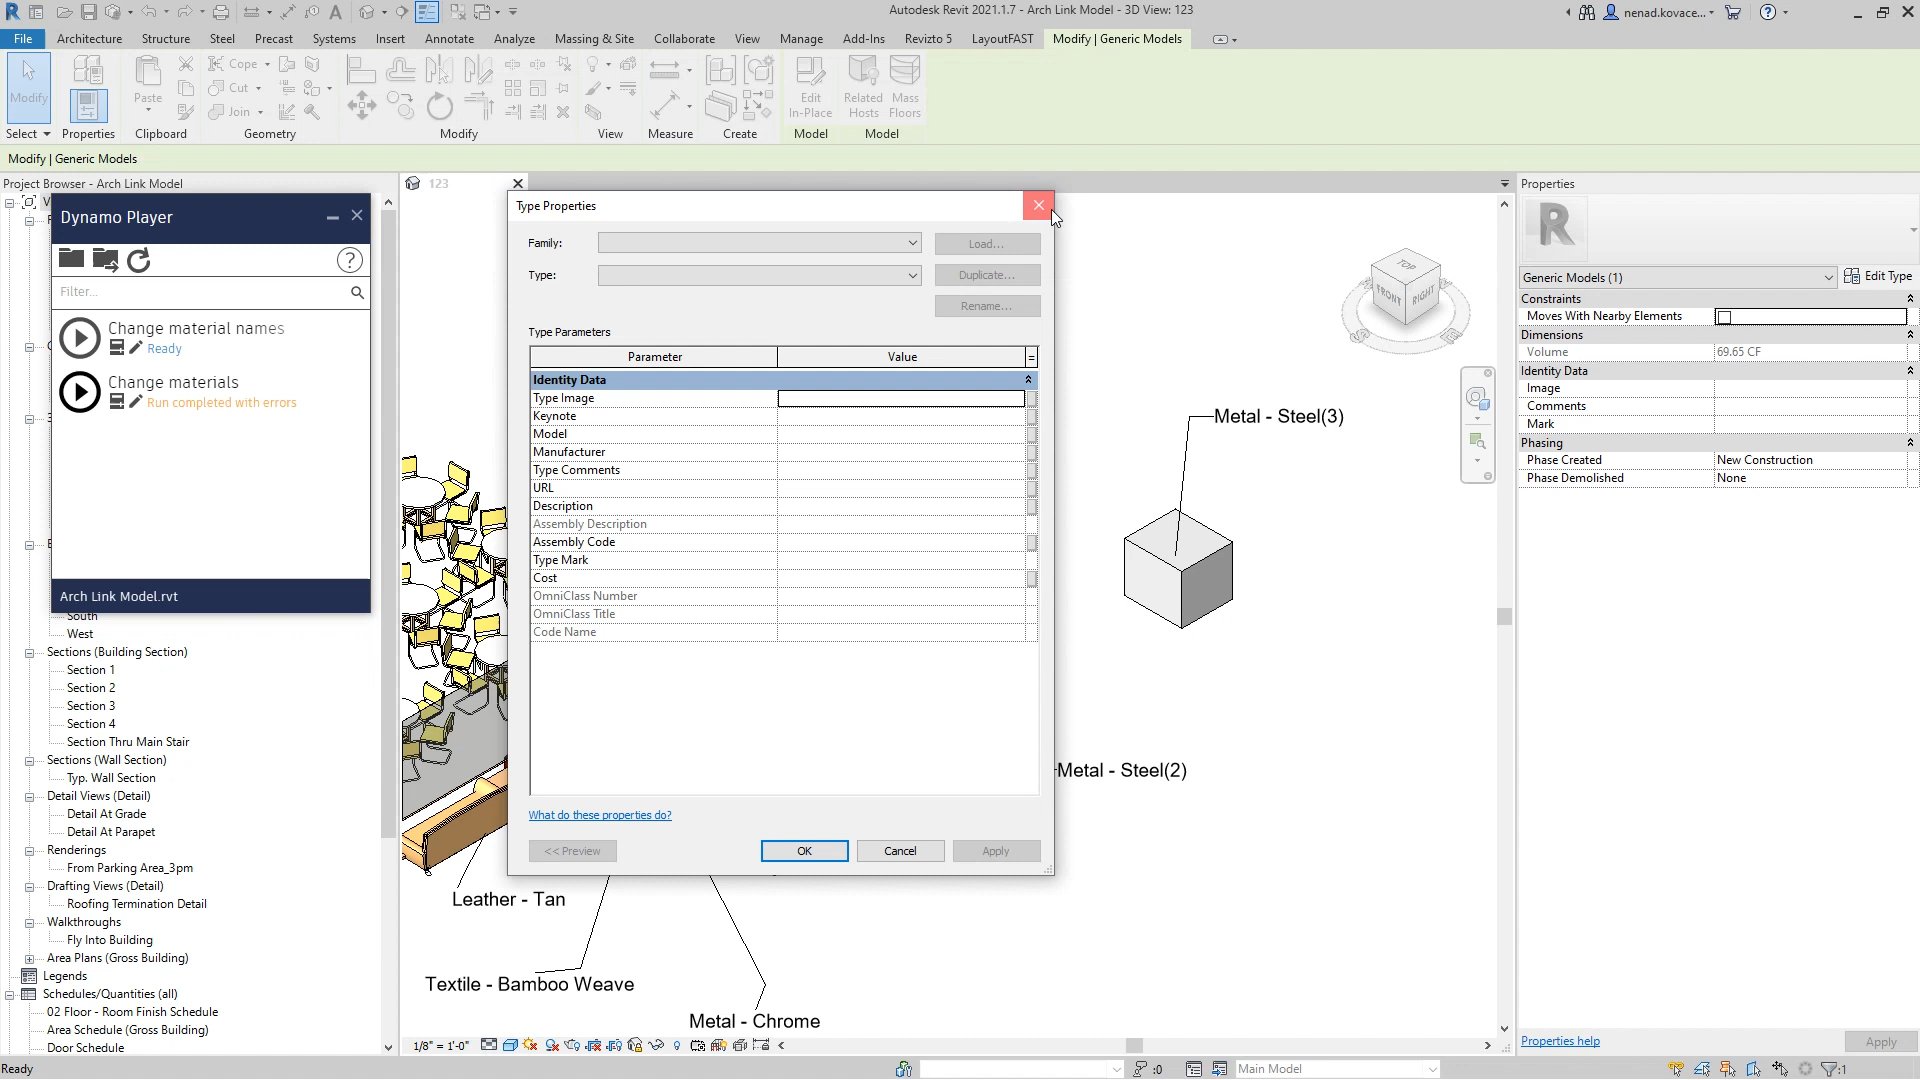 Autodesk Revit 2021.1.7 - Arch Link Model - 3D View: 123
nenad.kovace...
File Architecture Structure Steel Precast Systems Insert Annotate Analyze Massing & Site Collaborate View Manage Add-Ins Revizto 5 LayoutFAST Modify | Generic Models
Modify
Paste
Cope
Cut
Join
Edit
In-Place
Related
Hosts
Mass
Floors
Select Properties Clipboard Geometry Modify View Measure Create Model Model
Modify | Generic Models
Project Browser - Arch Link Model
123
Properties
Dynamo Player
Filter...
Change material names
Ready
Change materials
Run completed with errors
Arch Link Model.rvt
South
West
Sections (Building Section)
Section 1
Section 2
Section 3
Section 4
Section Thru Main Stair
Sections (Wall Section)
Typ. Wall Section
Detail Views (Detail)
Detail At Grade
Detail At Parapet
Renderings
From Parking Area_3pm
Drafting Views (Detail)
Roofing Termination Detail
Walkthroughs
Fly Into Building
Area Plans (Gross Building)
Legends
Schedules/Quantities (all)
02 Floor - Room Finish Schedule
Area Schedule (Gross Building)
Door Schedule
Type Properties
Family:
Load...
Type:
Duplicate...
Rename...
Type Parameters
Parameter Value =
Identity Data
Type Image
Keynote
Model
Manufacturer
Type Comments
URL
Description
Assembly Description
Assembly Code
Type Mark
Cost
OmniClass Number
OmniClass Title
Code Name
What do these properties do?
<< Preview OK Cancel Apply
TOP
FRONT
RIGHT
S
E
Metal - Steel(3)
Metal - Steel(2)
Leather - Tan
Textile - Bamboo Weave
Metal - Chrome
1/8" = 1'-0"
R
Generic Models (1)
Edit Type
Constraints
Moves With Nearby Elements
Dimensions
Volume 69.65 CF
Identity Data
Image
Comments
Mark
Phasing
Phase Created New Construction
Phase Demolished None
Properties help
Apply
Ready
:0
Main Model
:1